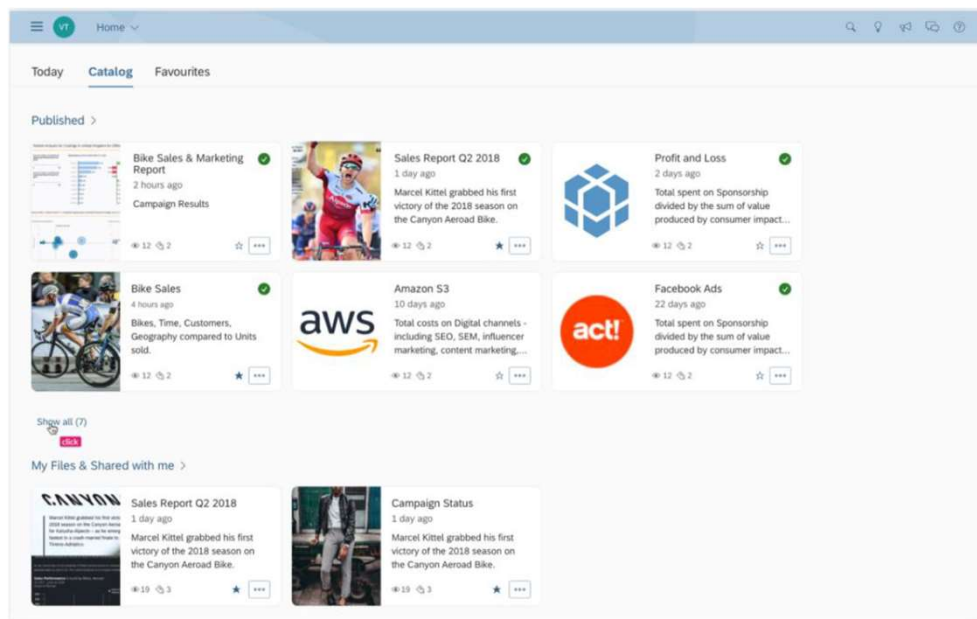 VT
Home
Today Catalog Favourites
Published >
Bike Sales & Marketing
Report
2 hours ago
Campaign Results
12 2
Sales Report Q2 2018
1 day ago
Marcel Kittel grabbed his first
victory of the 2018 season on
the Canyon Aeroad Bike.
12 2
Profit and Loss
2 days ago
Total spent on Sponsorship
divided by the sum of value
produced by consumer impact...
12 2
Bike Sales
4 hours ago
Bikes, Time, Customers,
Geography compared to Units
sold.
12 2
aws
Amazon S3
10 days ago
Total costs on Digital channels -
including SEO, SEM, influencer
marketing, content marketing,...
12 2
act!
Facebook Ads
22 days ago
Total spent on Sponsorship
divided by the sum of value
produced by consumer impact...
12 2
Show all (7)
click
My Files & Shared with me >
CANYON
Sales Report Q2 2018
1 day ago
Marcel Kittel grabbed his first
victory of the 2018 season on
the Canyon Aeroad Bike.
19 3
Campaign Status
1 day ago
Marcel Kittel grabbed his first
victory of the 2018 season on
the Canyon Aeroad Bike.
19 3